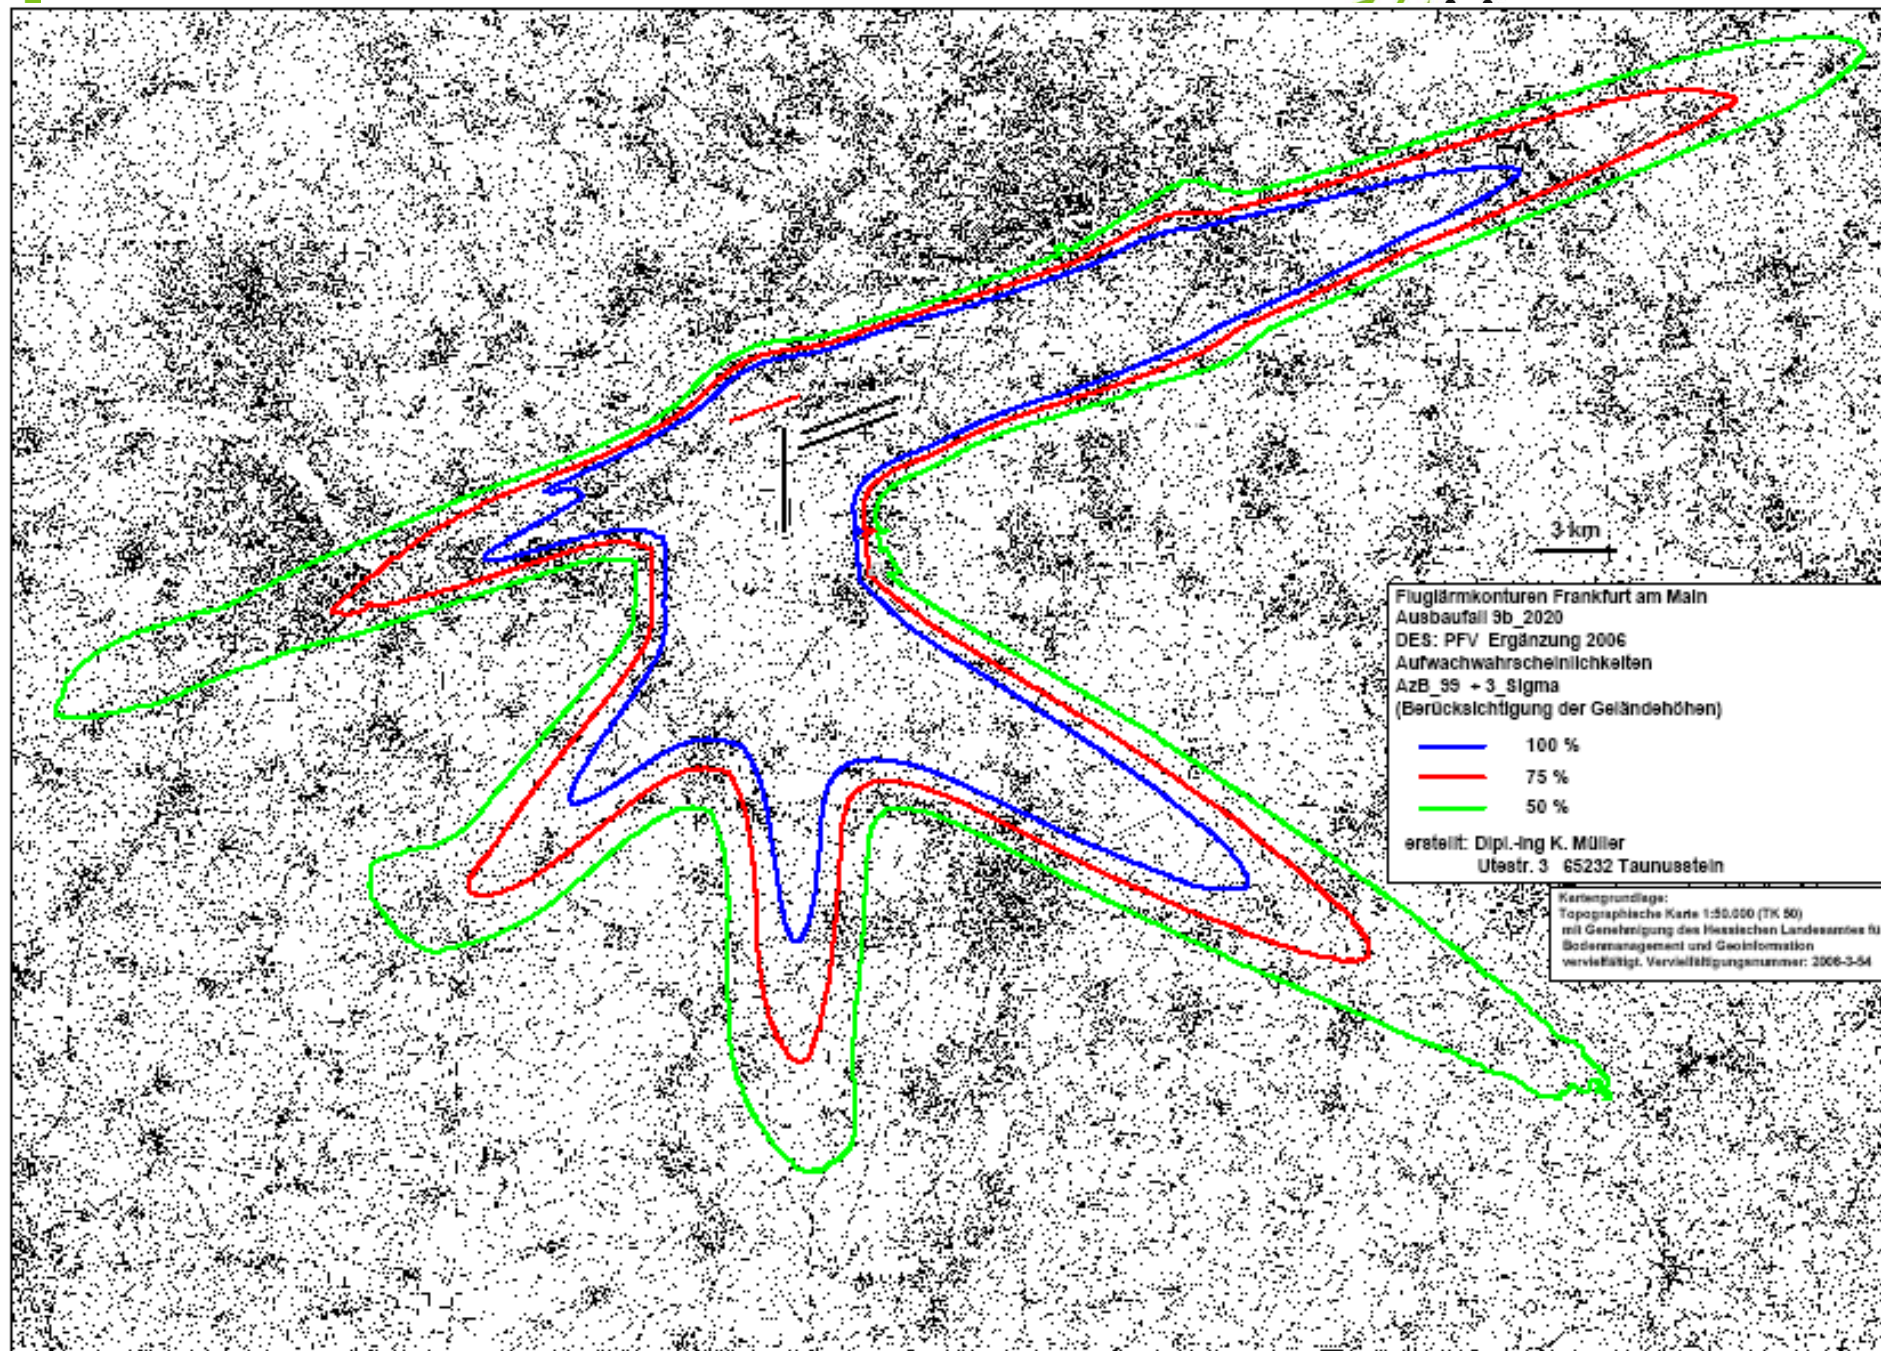 3 km
Fluglärmkonturen Frankfurt am Main
Ausbaufall 9b_2020
DES: PFV Ergänzung 2006
Aufwachwahrscheinlichkeiten
AzB_99 + 3_Sigma
(Berücksichtigung der Geländehöhen)
100 %
75 %
50 %
erstellt: Dipl.-Ing K. Müller
Utestr. 3 65232 Taunusstein
Kartengrundlage:
Topographische Karte 1:50.000 (TK 50)
mit Genehmigung des Hessischen Landesamtes fü
Bodenmanagement und Geoinformation
vervielfältigt. Vervielfältigungsnummer: 2006-3-54